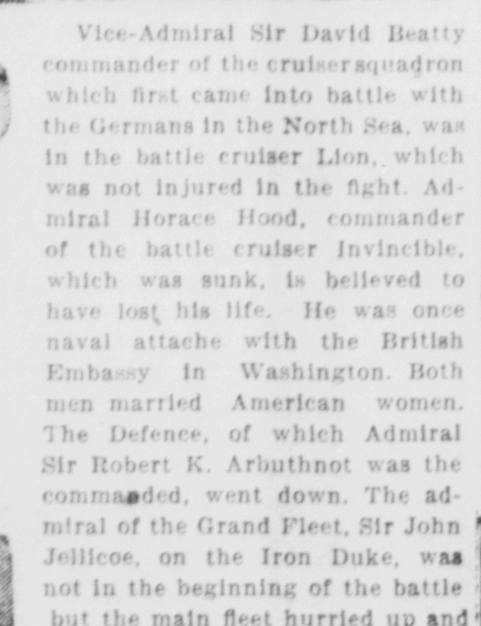 Vice-Admiral Sir David Beatty
commander of the cruiser squadron
which first came into battle with
the Germans in the North Sea, was
in the battle cruiser Lion, which
was not injured in the fight. Ad-
miral Horace Hood, commander
of the battle cruiser Invincible,
which was sunk, is believed to
have lost his life. He was once
naval attache with the British
Embassy in Washington. Both
men married American women.
The Defence, of which Admiral
Sir Robert K. Arbuthnot was the
commanded, went down. The ad-
miral of the Grand Fleet, Sir John
Jellicoe, on the Iron Duke, was
not in the beginning of the battle
but the main fleet hurried up and